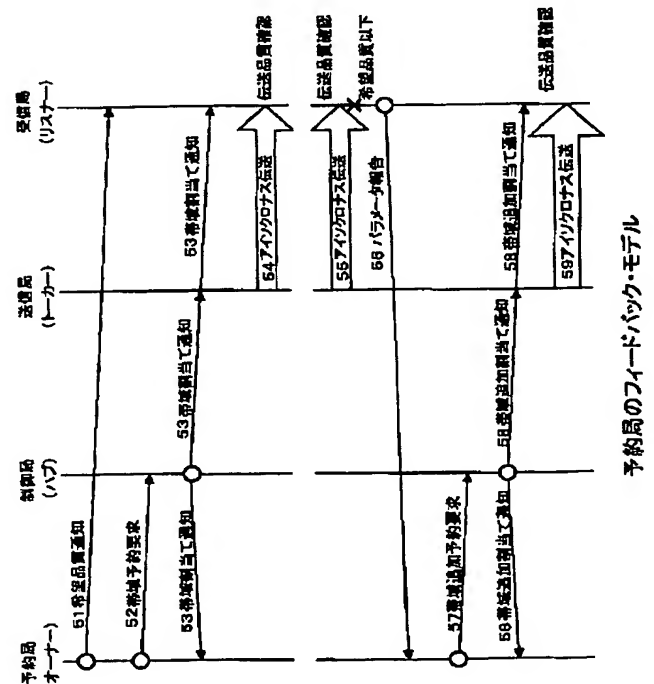 予約局
オーナー)
制御局
(ハブ)
送信局
(トーカー)
受信局
(リスナー)
51希望品質通知
52帯域予約要求
53帯域割当て通知
53帯域割当て通知
53帯域割当て通知
54アイソクロナス伝送
伝送品質確認
55アイソクロナス伝送
伝送品質確認
希望品質以下
56 パラメータ報告
57帯域追加予約要求
58帯域追加割当て通知
58帯域追加割当て通知
58帯域追加割当て通知
59アイソクロナス伝送
伝送品質確認
予約局のフィードバック・モデル